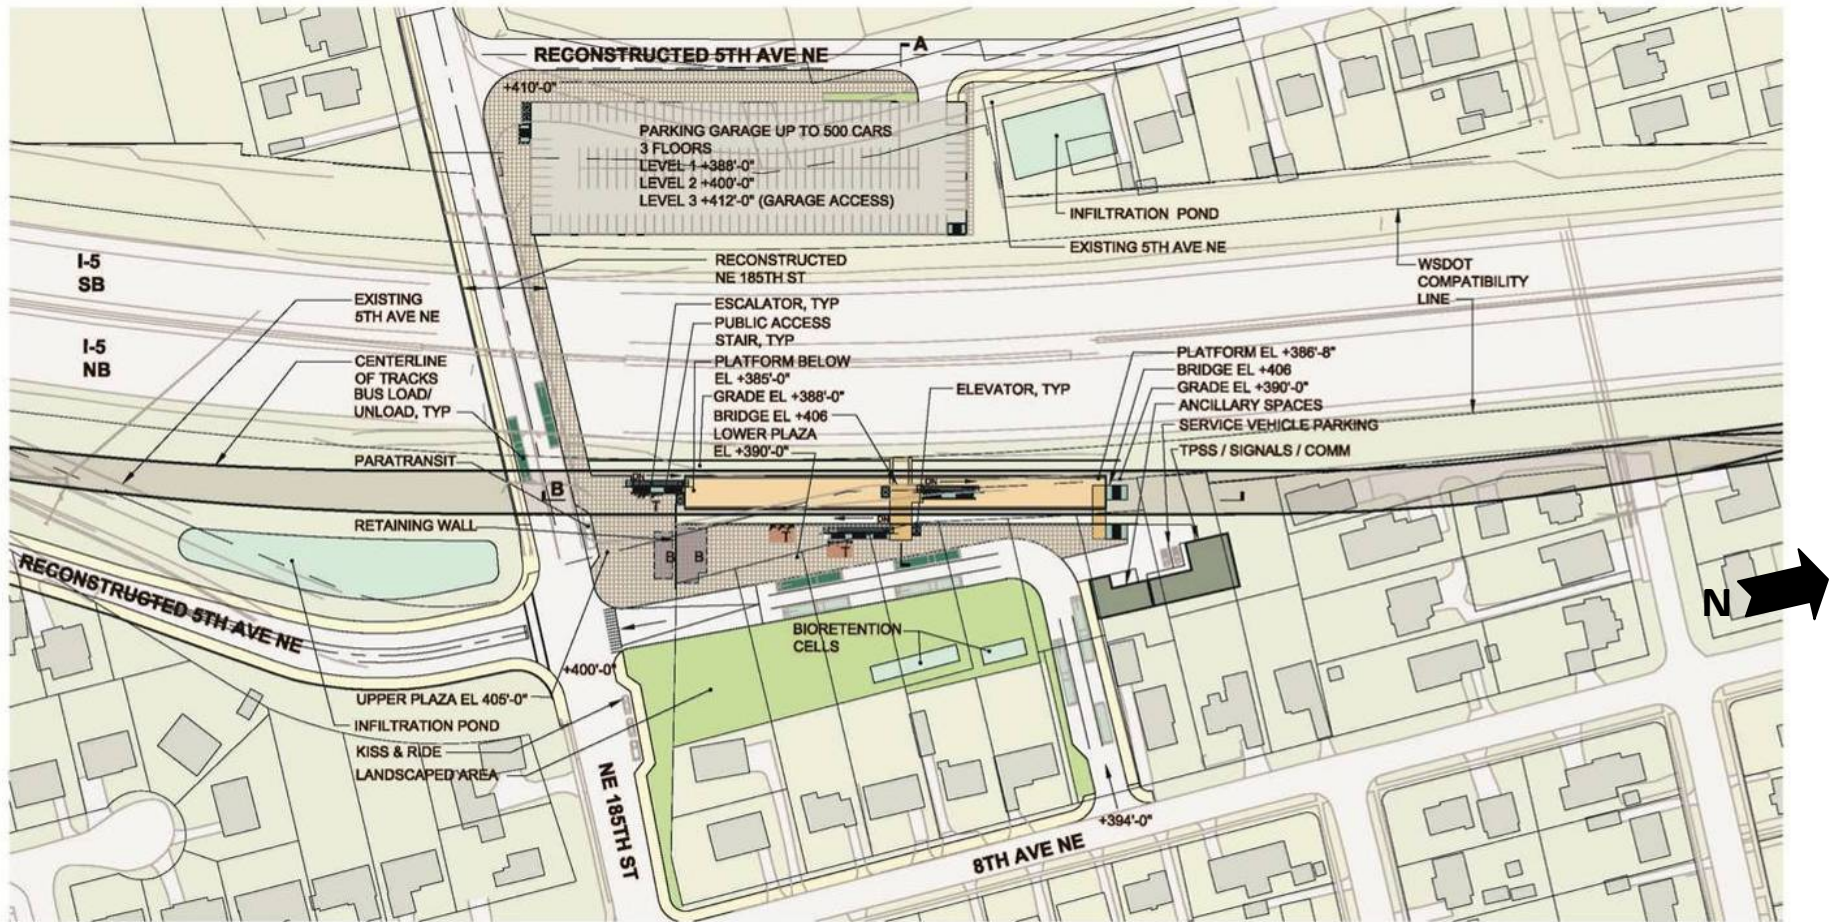 RECONSTRUCTED 5TH AVE NE
A
+410'-0"
PARKING GARAGE UP TO 500 CARS
3 FLOORS
LEVEL 1 +388'-0"
LEVEL 2 +400'-0"
LEVEL 3 +412'-0" (GARAGE ACCESS)
INFILTRATION POND
EXISTING 5TH AVE NE
I-5
SB
RECONSTRUCTED
NE 185TH ST
WSDOT
COMPATIBILITY
LINE
EXISTING
5TH AVE NE
ESCALATOR, TYP
PUBLIC ACCESS
STAIR, TYP
I-5
NB
CENTERLINE
OF TRACKS
BUS LOAD/
UNLOAD, TYP
PLATFORM BELOW
EL +385'-0"
GRADE EL +388'-0"
BRIDGE EL +406
LOWER PLAZA
EL +390'-0"
ELEVATOR, TYP
PLATFORM EL +386'-8"
BRIDGE EL +406
GRADE EL +390'-0"
ANCILLARY SPACES
SERVICE VEHICLE PARKING
TPSS / SIGNALS / COMM
PARATRANSIT
DN
DN
B
T
RETAINING WALL
DN
T
T
B
B
RECONSTRUCTED 5TH AVE NE
N
BIORETENTION
CELLS
+400'-0"
UPPER PLAZA EL 405'-0"
INFILTRATION POND
KISS & RIDE
LANDSCAPED AREA
NE 185TH ST
+394'-0"
8TH AVE NE